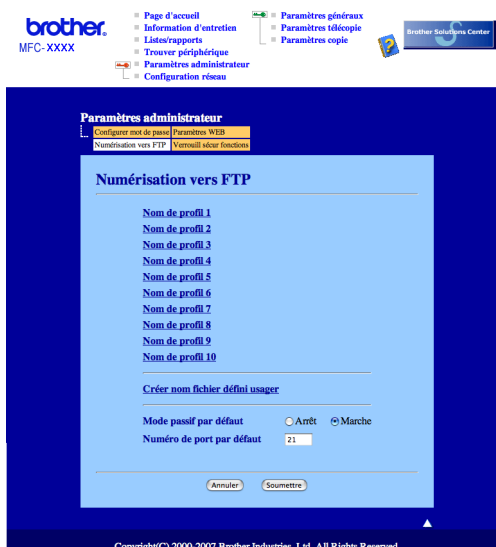 brother.
MFC-XXXX
Page d'accueil
Information d'entretien
Listes/rapports
Trouver périphérique
Paramètres administrateur
Configuration réseau
Paramètres généraux
Paramètres télécopie
Paramètres copie
Brother Solutions Center
Paramètres administrateur
Configurer mot de passe Paramètres WEB
Numérisation vers FTP Verrouill sécur fonctions
Numérisation vers FTP
Nom de profil 1
Nom de profil 2
Nom de profil 3
Nom de profil 4
Nom de profil 5
Nom de profil 6
Nom de profil 7
Nom de profil 8
Nom de profil 9
Nom de profil 10
Créer nom fichier défini usager
Mode passif par défaut Arrêt Marche
Numéro de port par défaut 21
Annuler Soumettre
Copyright(C) 2000-2007 Brother Industries, Ltd. All Rights Reserved.